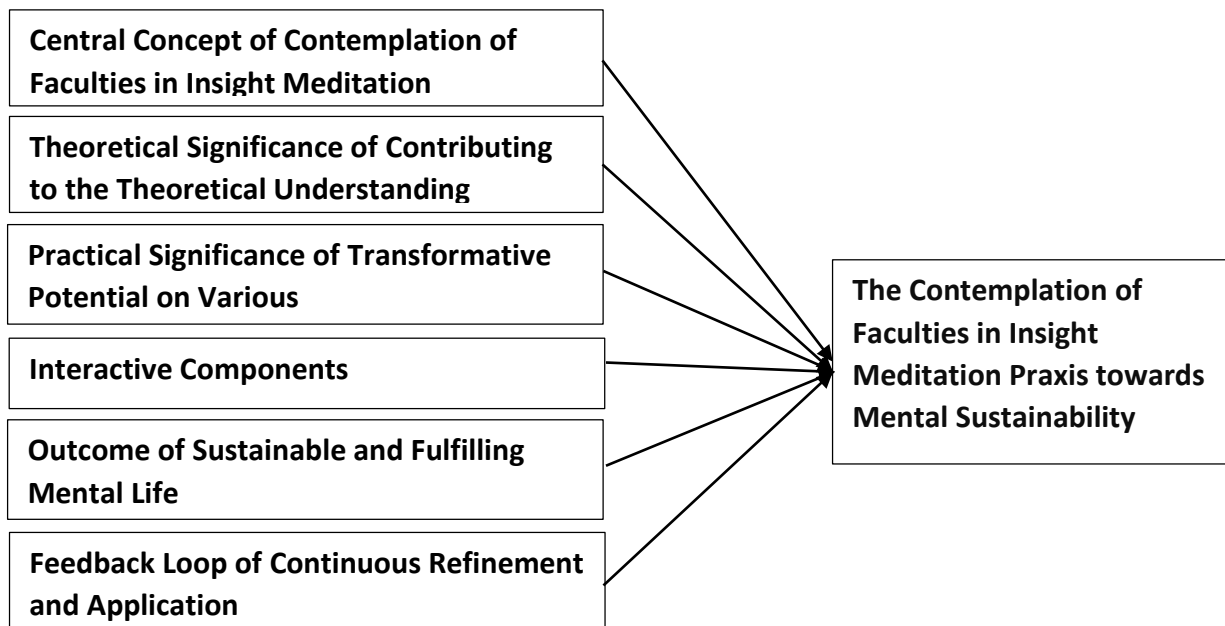 Central Concept of Contemplation of
Faculties in Insight Meditation
Theoretical Significance of Contributing
to the Theoretical Understanding
Practical Significance of Transformative
Potential on Various
Interactive Components
Outcome of Sustainable and Fulfilling
Mental Life
Feedback Loop of Continuous Refinement
and Application
The Contemplation of
Faculties in Insight
Meditation Praxis towards
Mental Sustainability